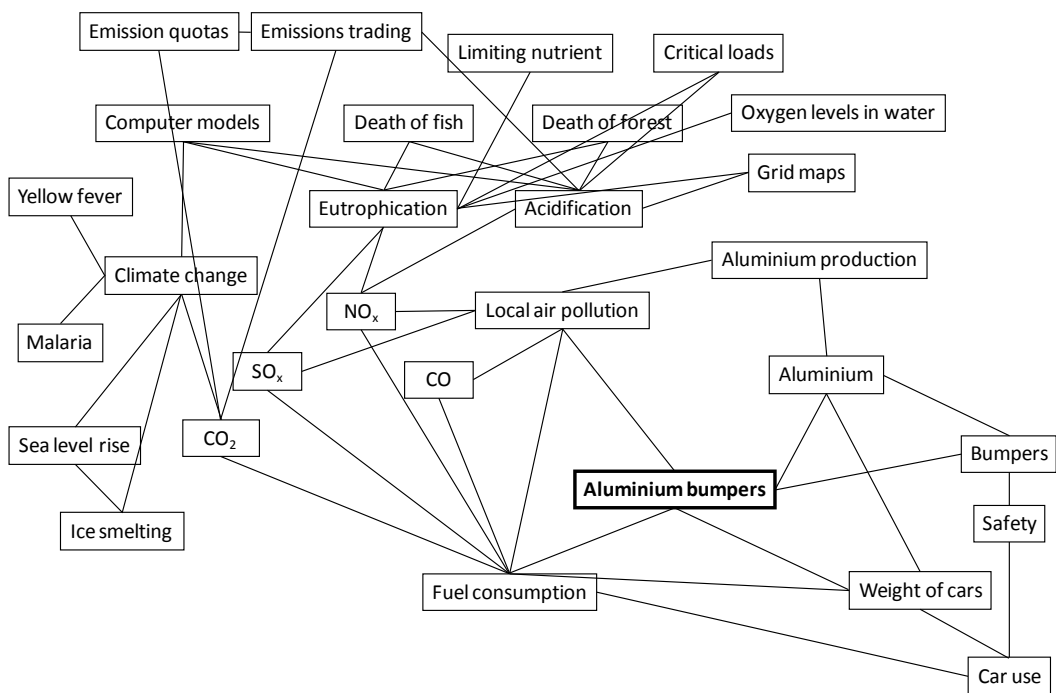 Emission quotas
Emissions trading
Limiting nutrient
Critical loads
Computer models
Death of fish
Death of forest
Oxygen levels in water
Grid maps
Yellow fever
Eutrophication
Acidification
Climate change
Aluminium production
NOₓ
Local air pollution
Malaria
SOₓ
CO
Aluminium
Sea level rise
CO₂
Bumpers
Aluminium bumpers
Ice smelting
Safety
Fuel consumption
Weight of cars
Car use